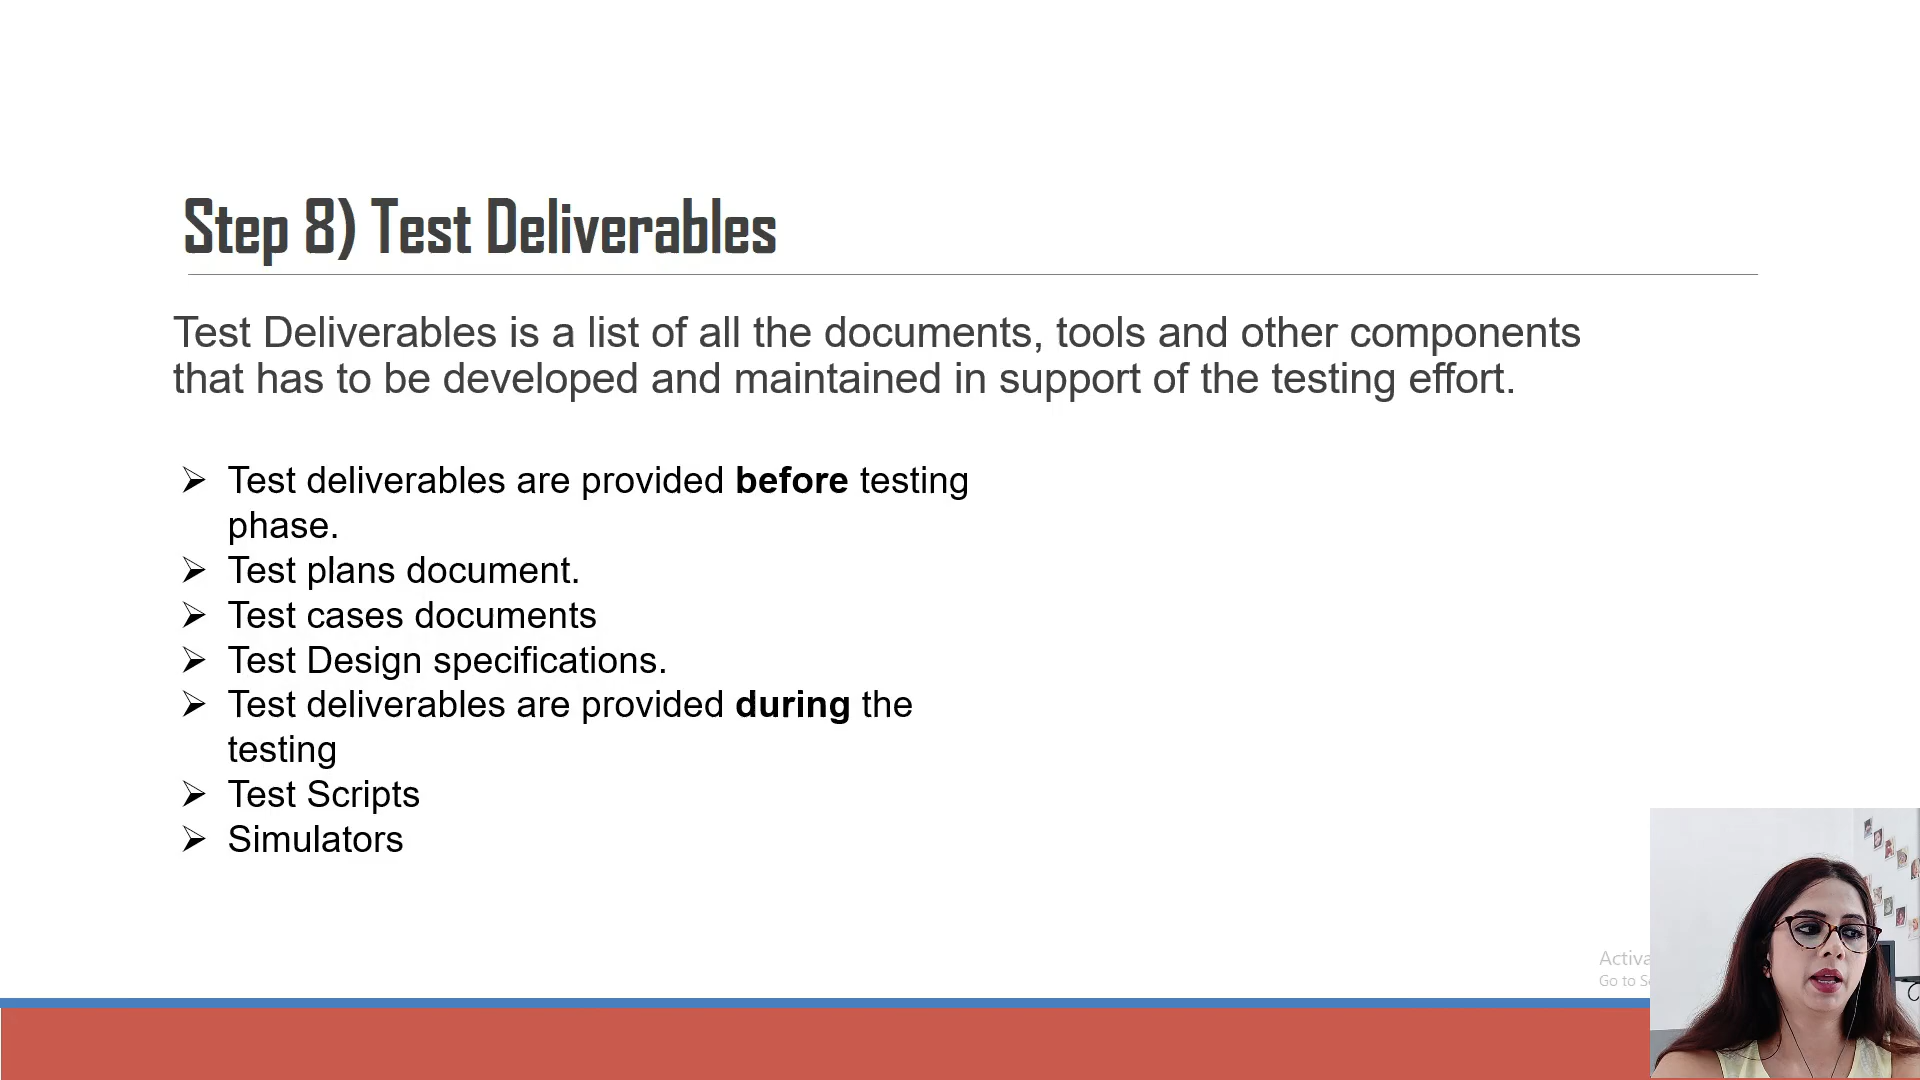 Step 8) Test Deliverables
Test Deliverables is a list of all the documents, tools and other components
that has to be developed and maintained in support of the testing effort.
➢ Test deliverables are provided before testing
phase.
➢ Test plans document.
➢ Test cases documents
➢ Test Design specifications.
➢ Test deliverables are provided during the
testing
➢ Test Scripts
➢ Simulators
Activa
Go to S